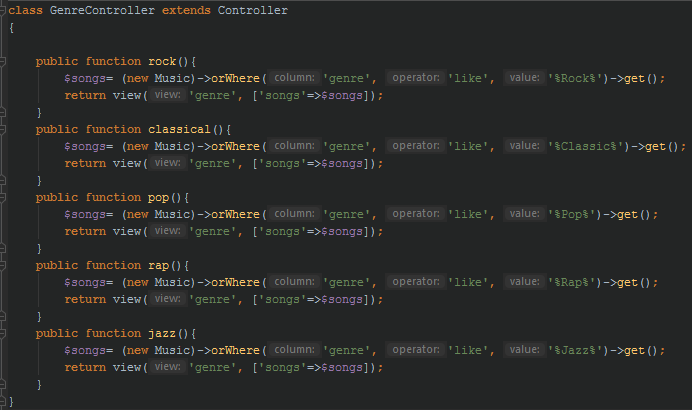 class GenreController extends Controller
{
public function rock(){
$songs= (new Music)->orWhere( column: 'genre', operator: 'like', value: '%Rock%')->get();
return view( view: 'genre', ['songs'=>$songs]);
}
public function classical(){
$songs= (new Music)->orWhere( column: 'genre', operator: 'like', value: '%Classic%')->get();
return view( view: 'genre', ['songs'=>$songs]);
}
public function pop(){
$songs= (new Music)->orWhere( column: 'genre', operator: 'like', value: '%Pop%')->get();
return view( view: 'genre', ['songs'=>$songs]);
}
public function rap(){
$songs= (new Music)->orWhere( column: 'genre', operator: 'like', value: '%Rap%')->get();
return view( view: 'genre', ['songs'=>$songs]);
}
public function jazz(){
$songs= (new Music)->orWhere( column: 'genre', operator: 'like', value: '%Jazz%')->get();
return view( view: 'genre', ['songs'=>$songs]);
}
}